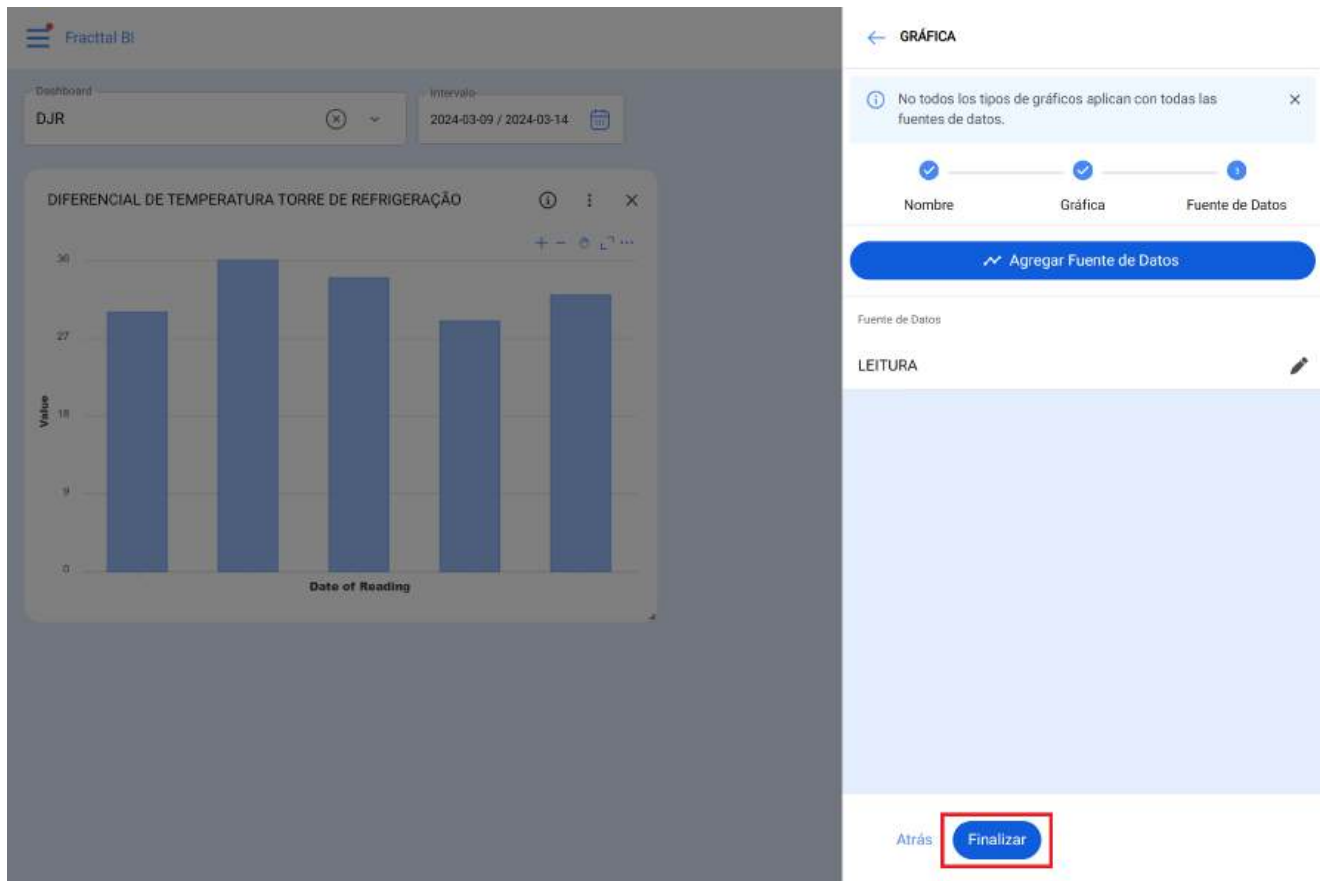 Fracttal BI
Dashboard
DJR
Intervalo
2024-03-09 / 2024-03-14
DIFERENCIAL DE TEMPERATURA TORRE DE REFRIGERAÇÃO
36
27
18
9
0
Value
Date of Reading
GRÁFICA
No todos los tipos de gráficos aplican con todas las
fuentes de datos.
3
Nombre
Gráfica
Fuente de Datos
Agregar Fuente de Datos
Fuente de Datos
LEITURA
Atrás
Finalizar